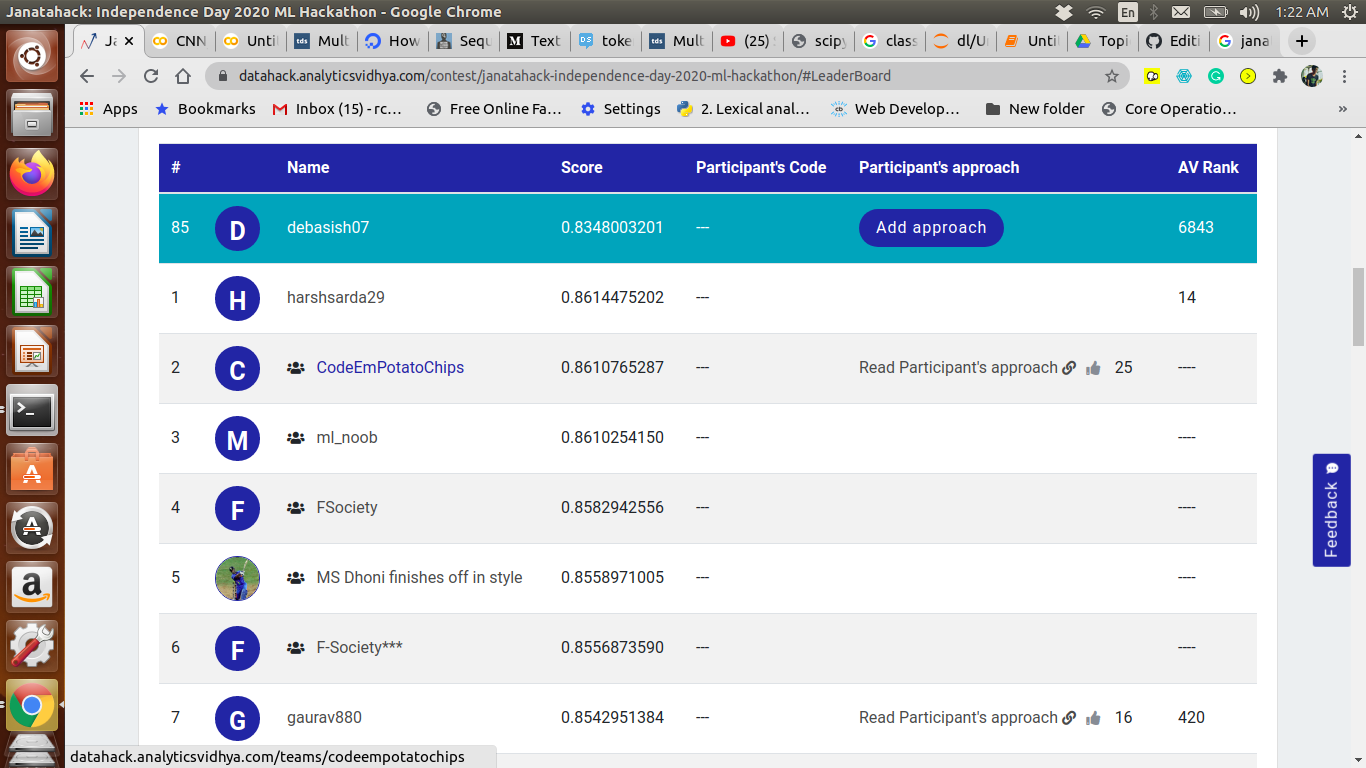 Janatahack: Independence Day 2020 ML Hackathon - Google Chrome En 1:22 AM
Ja CNN Unti Mult How Sequ Text toke Mult (25) scipy class dl/Ur Unti Topi Editi jana
datahack.analyticsvidhya.com/contest/janatahack-independence-day-2020-ml-hackathon/#LeaderBoard
Apps Bookmarks Inbox (15) - rc... Free Online Fa... Settings 2. Lexical anal... Web Develop... New folder Core Operatio... »
# Name Score Participant's Code Participant's approach AV Rank
85 D debasish07 0.8348003201 --- Add approach 6843
1 H harshsarda29 0.8614475202 --- 14
2 C CodeEmPotatoChips 0.8610765287 --- Read Participant's approach 25 ----
3 M ml_noob 0.8610254150 --- ----
4 F FSociety 0.8582942556 --- ----
5 MS Dhoni finishes off in style 0.8558971005 --- ----
6 F F-Society*** 0.8556873590 --- ----
7 G gaurav880 0.8542951384 --- Read Participant's approach 16 420
Feedback
datahack.analyticsvidhya.com/teams/codeempotatochips